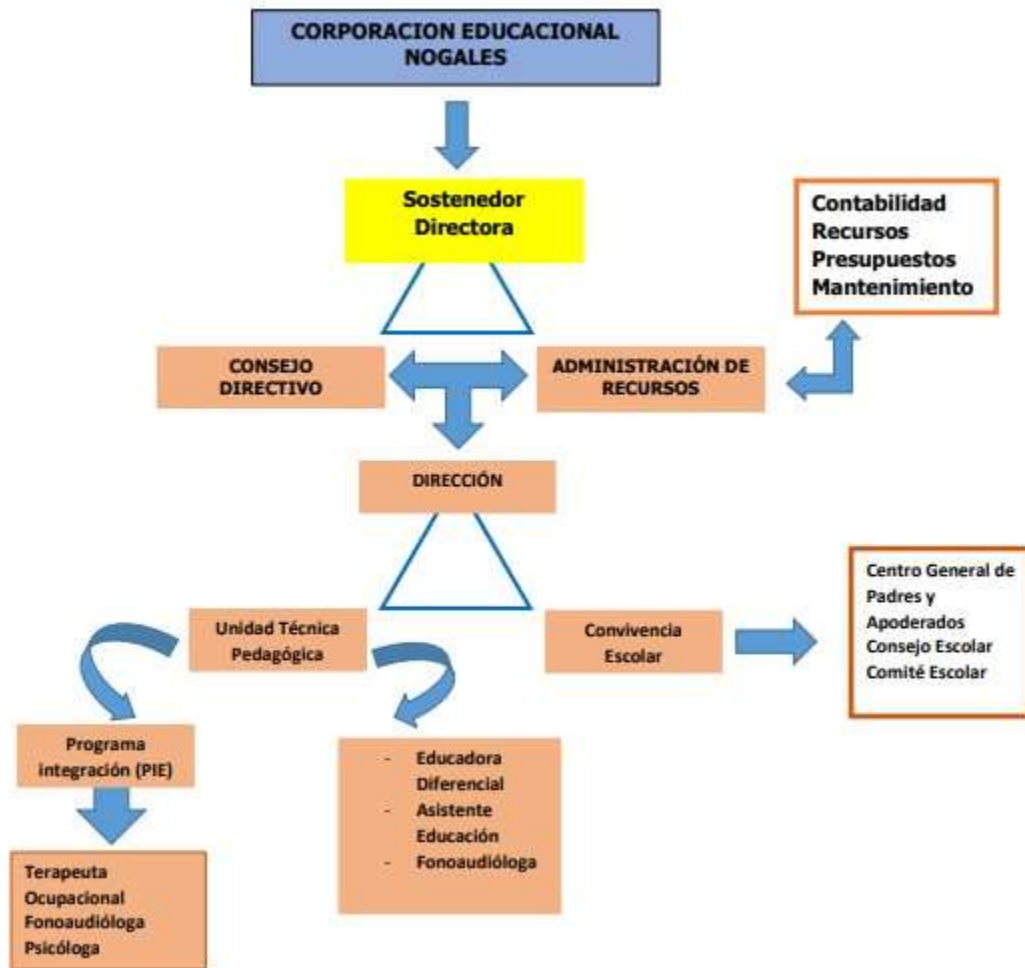 CORPORACION EDUCACIONAL
NOGALES
Sostenedor
Directora
Contabilidad
Recursos
Presupuestos
Mantenimiento
CONSEJO
DIRECTIVO
ADMINISTRACIÓN DE
RECURSOS
DIRECCIÓN
Unidad Técnica
Pedagógica
Convivencia
Escolar
Centro General de
Padres y
Apoderados
Consejo Escolar
Comité Escolar
Programa
integración (PIE)
- Educadora
Diferencial
- Asistente
Educación
- Fonoaudióloga
Terapeuta
Ocupacional
Fonoaudióloga
Psicóloga